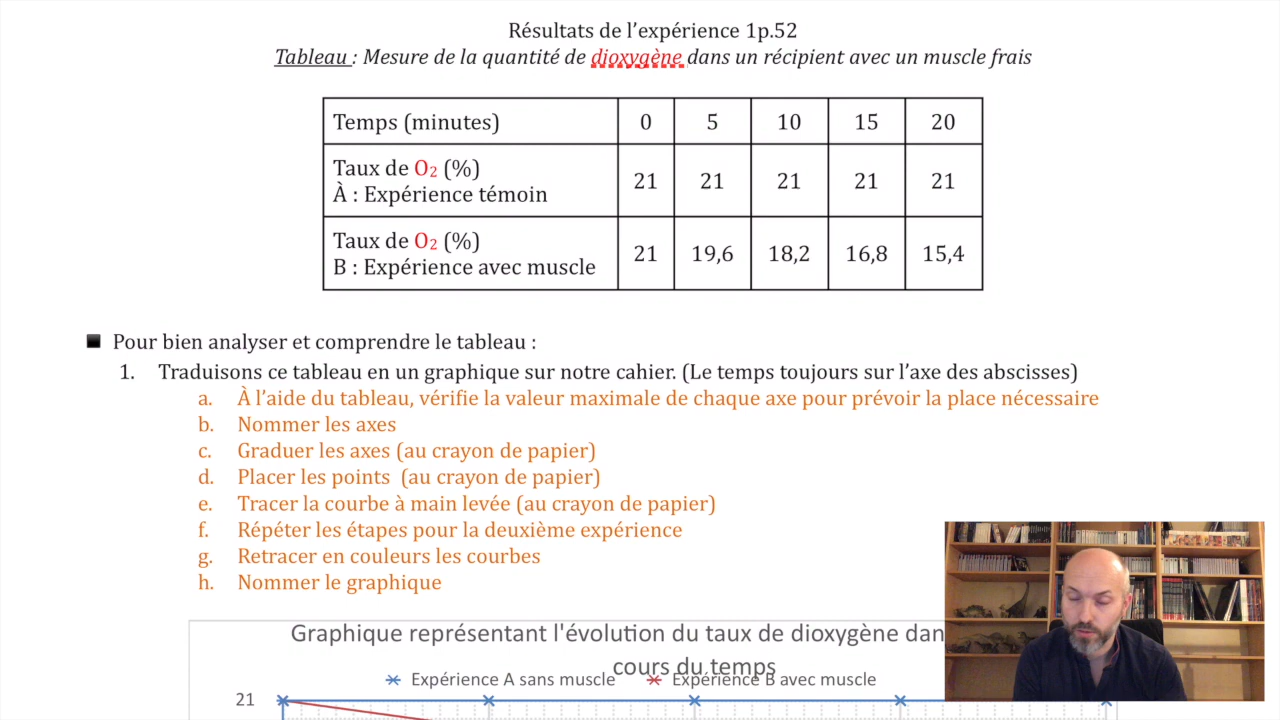 Résultats de l’expérience 1p.52
Tableau : Mesure de la quantité de dioxygène dans un récipient avec un muscle frais
Temps (minutes) 0 5 10 15 20
Taux de O2 (%)
À : Expérience témoin
21 21 21 21 21
Taux de O2 (%)
B : Expérience avec muscle
21 19,6 18,2 16,8 15,4
Pour bien analyser et comprendre le tableau :
1. Traduisons ce tableau en un graphique sur notre cahier. (Le temps toujours sur l’axe des abscisses)
a. À l’aide du tableau, vérifie la valeur maximale de chaque axe pour prévoir la place nécessaire
b. Nommer les axes
c. Graduer les axes (au crayon de papier)
d. Placer les points (au crayon de papier)
e. Tracer la courbe à main levée (au crayon de papier)
f. Répéter les étapes pour la deuxième expérience
g. Retracer en couleurs les courbes
h. Nommer le graphique
Graphique représentant l'évolution du taux de dioxygène dan
cours du temps
Expérience A sans muscle Expérience B avec muscle
21